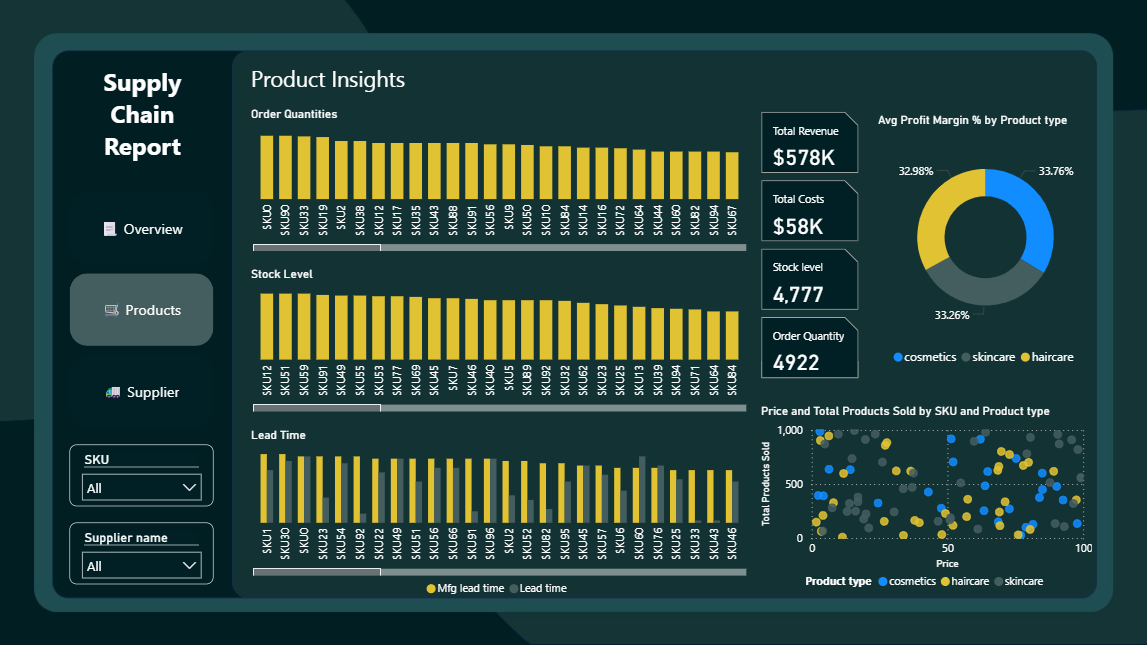 Supply
Chain
Report
Overview
Products
Supplier
SKU
All
Supplier name
All
Product Insights
Order Quantities
SKU0 SKU90 SKU33 SKU19 SKU2 SKU38 SKU12 SKU17 SKU35 SKU43 SKU88 SKU91 SKU56 SKU9 SKU50 SKU10 SKU84 SKU14 SKU16 SKU72 SKU64 SKU44 SKU60 SKU82 SKU94 SKU67
Stock Level
SKU12 SKU51 SKU59 SKU91 SKU49 SKU55 SKU53 SKU77 SKU69 SKU45 SKU7 SKU46 SKU40 SKU5 SKU89 SKU92 SKU32 SKU62 SKU23 SKU25 SKU13 SKU39 SKU94 SKU71 SKU64 SKU84
Lead Time
SKU1 SKU30 SKU0 SKU23 SKU54 SKU92 SKU22 SKU49 SKU51 SKU56 SKU66 SKU91 SKU96 SKU2 SKU52 SKU82 SKU95 SKU45 SKU57 SKU6 SKU60 SKU76 SKU25 SKU33 SKU11 SKU46
Mfg lead time Lead time
Total Revenue
$578K
Total Costs
$58K
Stock level
4,777
Order Quantity
4922
Avg Profit Margin % by Product type
32.98% 33.76%
33.26%
cosmetics skincare haircare
Price and Total Products Sold by SKU and Product type
Total Products Sold
1,000
500
0
0 50 100
Price
Product type cosmetics haircare skincare